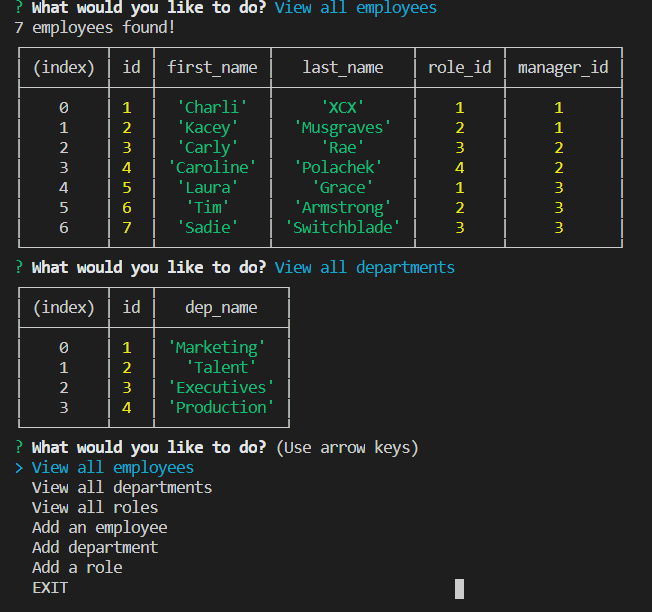 ? What would you like to do? View all employees
7 employees found!
(index) id first_name last_name role_id manager_id
0 1 'Charli' 'XCX' 1 1
1 2 'Kacey' 'Musgraves' 2 1
2 3 'Carly' 'Rae' 3 2
3 4 'Caroline' 'Polachek' 4 2
4 5 'Laura' 'Grace' 1 3
5 6 'Tim' 'Armstrong' 2 3
6 7 'Sadie' 'Switchblade' 3 3
? What would you like to do? View all departments
(index) id dep_name
0 1 'Marketing'
1 2 'Talent'
2 3 'Executives'
3 4 'Production'
? What would you like to do? (Use arrow keys)
> View all employees
View all departments
View all roles
Add an employee
Add department
Add a role
EXIT